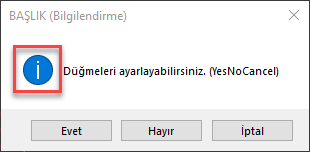 BAŞLIK (Bilgilendirme)
Düğmeleri ayarlayabilirsiniz. (YesNoCancel)
Evet
Hayır
İptal